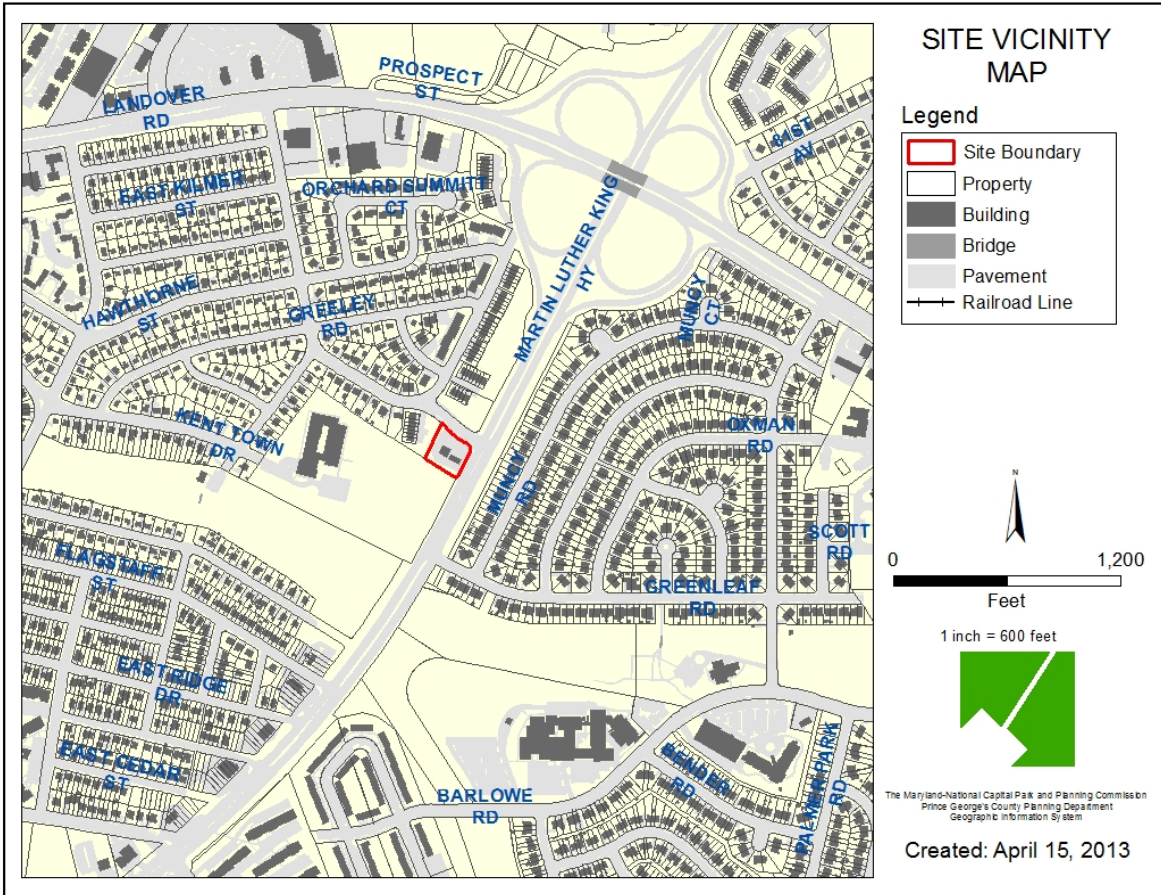 SITE VICINITY
MAP
Legend
Site Boundary
Property
Building
Bridge
Pavement
Railroad Line
N
0 1,200
Feet
1 inch = 600 feet
The Maryland-National Capital Park and Planning Commission
Prince George's County Planning Department
Geographic Information System
Created: April 15, 2013
PROSPECT
ST
LANDOVER
RD
81ST
AV
EAST KILMER
ST
ORCHARD SUMMITT
CT
MARTIN LUTHER KING
HY
HAWTHORNE
ST
GREELEY
RD
MUNCY
CT
KENT TOWN
DR
OXMAN
RD
MUNCY
RD
SCOTT
RD
FLAGSTAFF
ST
GREENLEAF
RD
EAST RIDGE
DR
EAST CEDAR
ST
BARLOWE
RD
BENDER
RD
PALMER PARK
RD